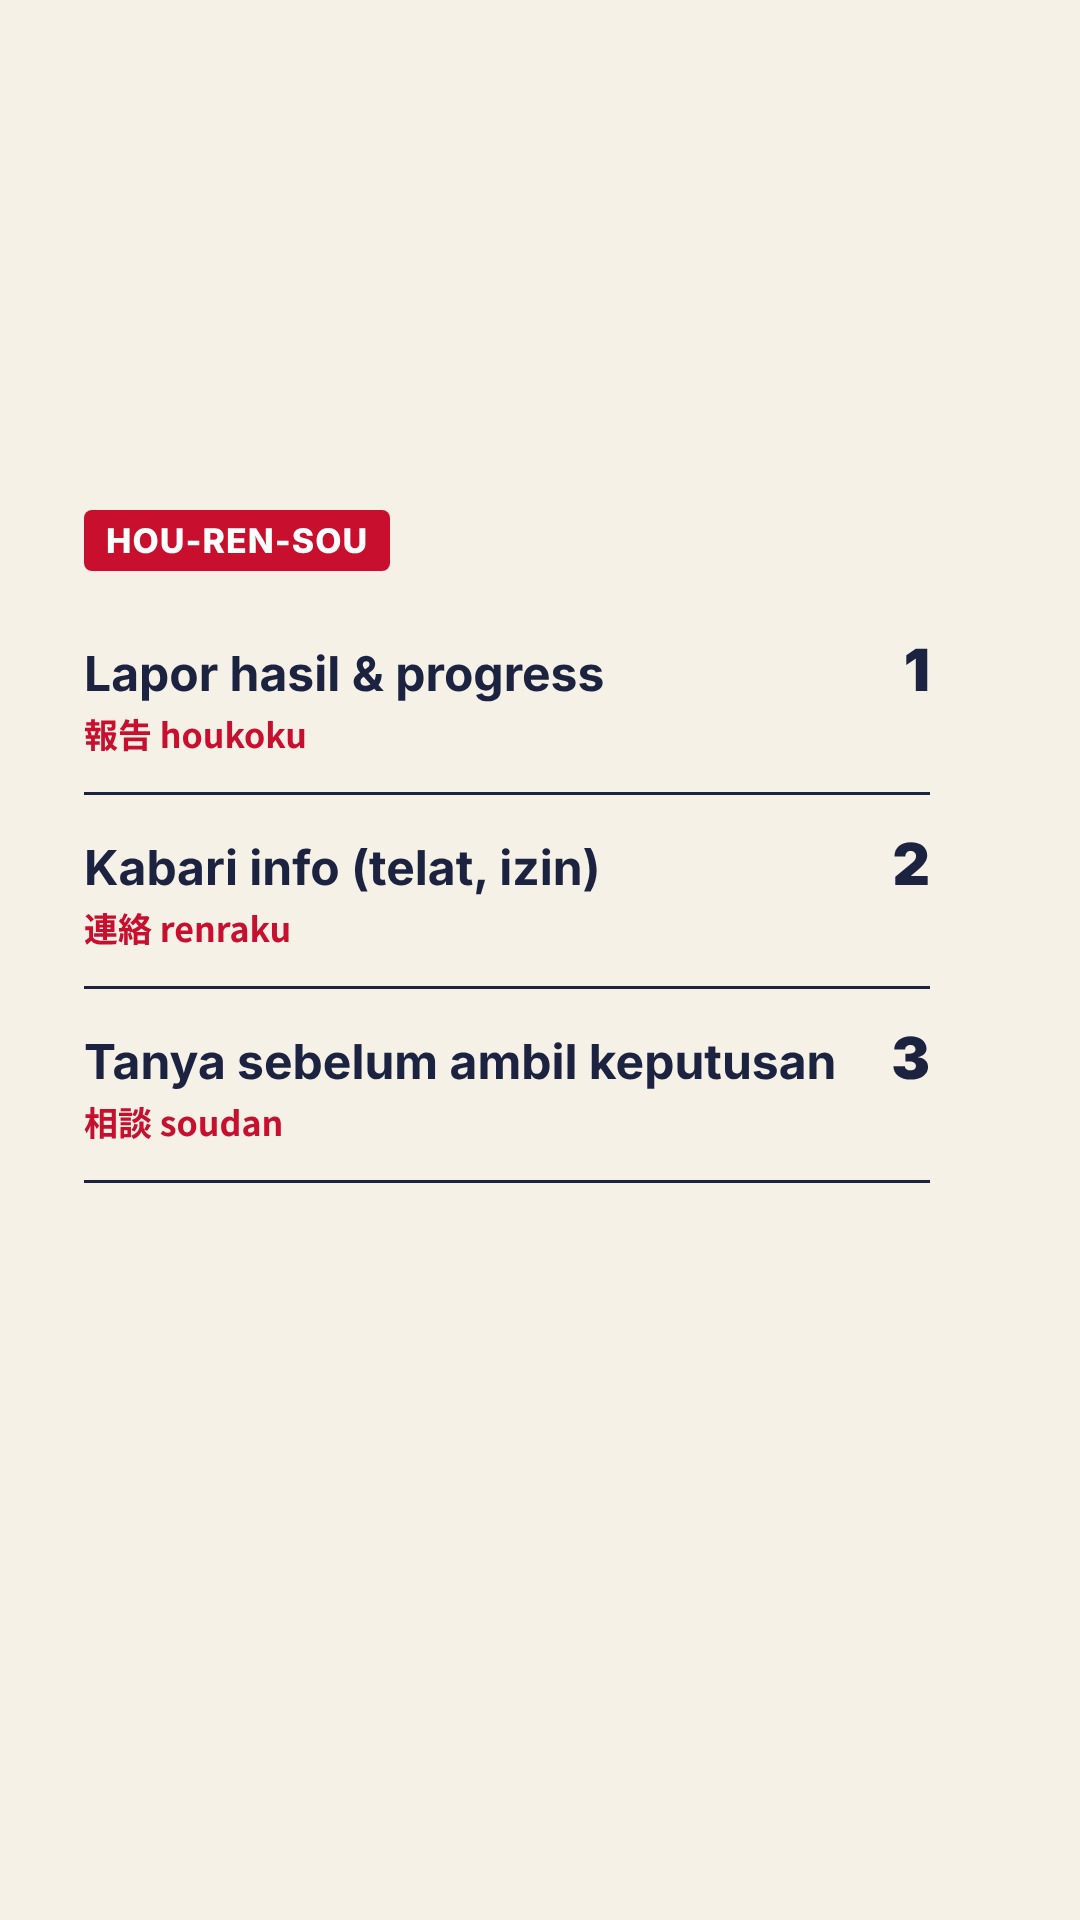 HOU-REN-SOU
Lapor hasil & progress 1
報告 houkoku
Kabari info (telat, izin) 2
連絡 renraku
Tanya sebelum ambil keputusan 3
相談 soudan